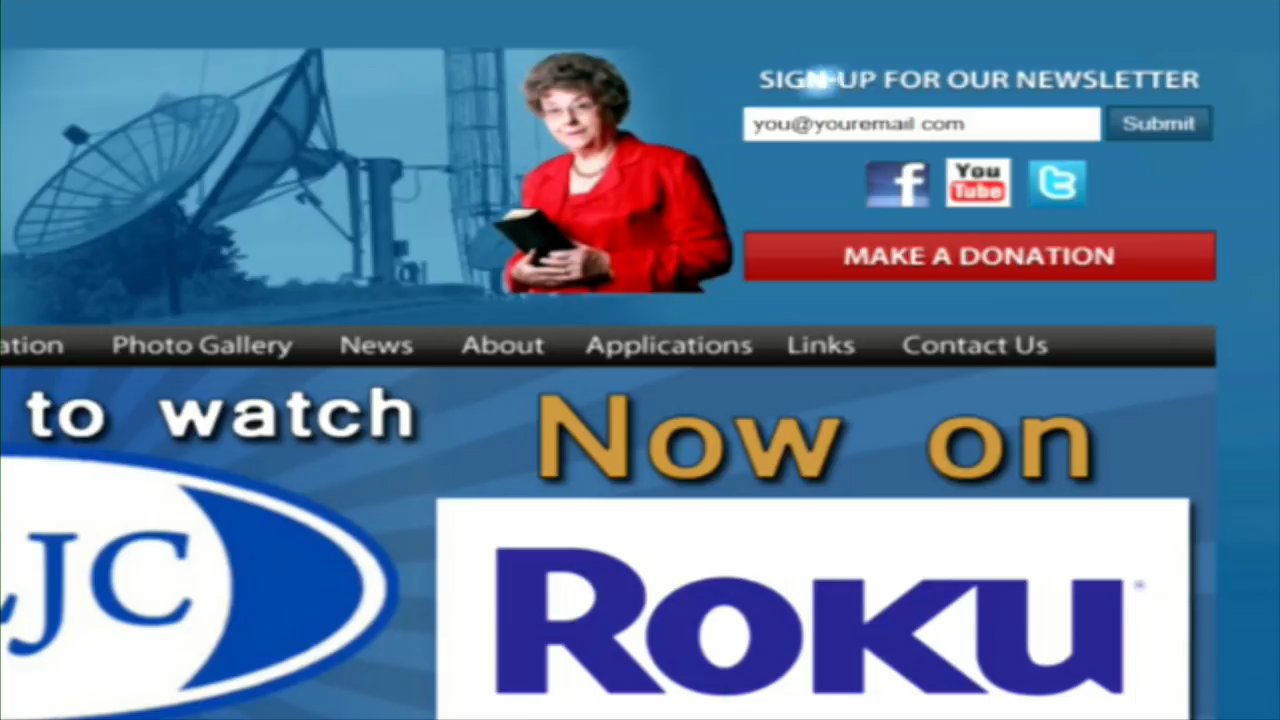 SIGN-UP FOR OUR NEWSLETTER
you@youremail com
Submit
f
You
Tube
t
MAKE A DONATION
ation
Photo Gallery
News
About
Applications
Links
Contact Us
to watch
Now on
JC
ROKU